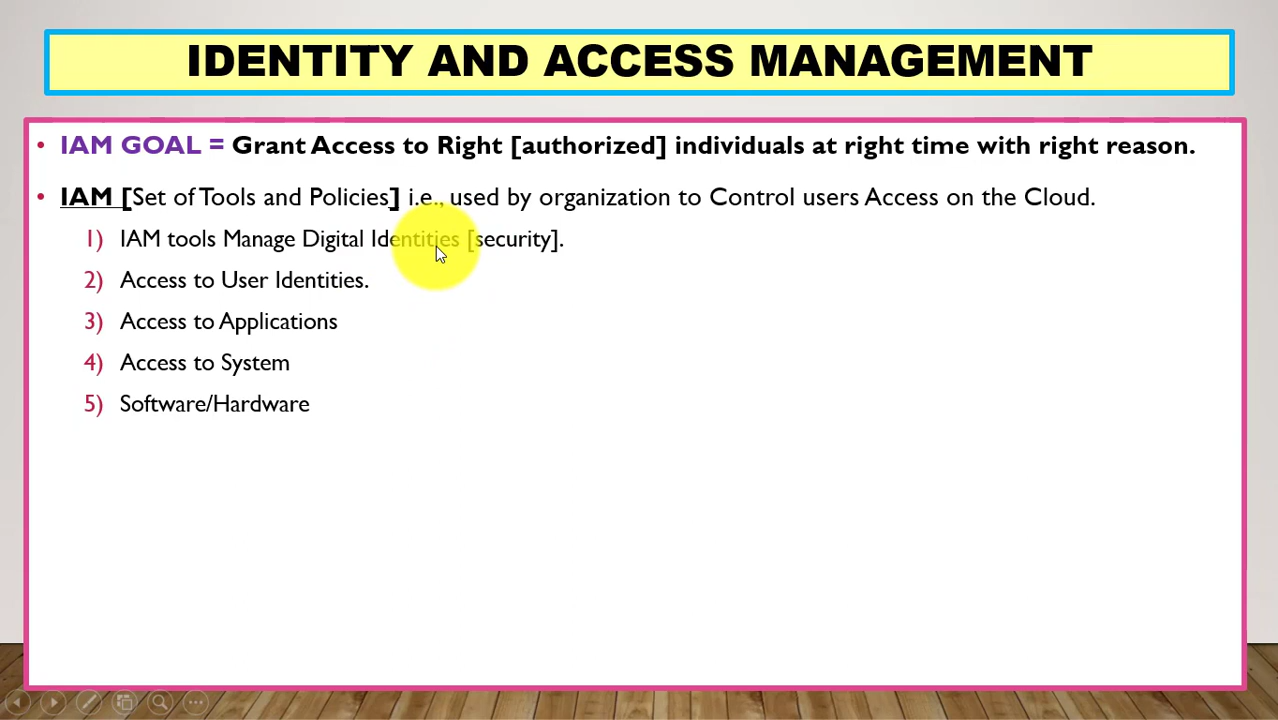 IDENTITY AND ACCESS MANAGEMENT
• IAM GOAL = Grant Access to Right [authorized] individuals at right time with right reason.
• IAM [Set of Tools and Policies] i.e., used by organization to Control users Access on the Cloud.
1) IAM tools Manage Digital Identities [security].
2) Access to User Identities.
3) Access to Applications
4) Access to System
5) Software/Hardware